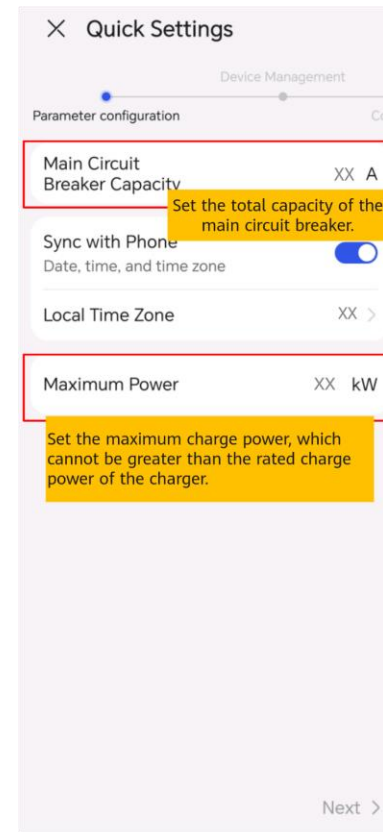 Quick Settings
Device Management
Parameter configuration
Main Circuit
Breaker Capacity
XX A
Set the total capacity of the
main circuit breaker.
Sync with Phone
Date, time, and time zone
Local Time Zone
XX >
Maximum Power
XX kW
Set the maximum charge power, which
cannot be greater than the rated charge
power of the charger.
Next >